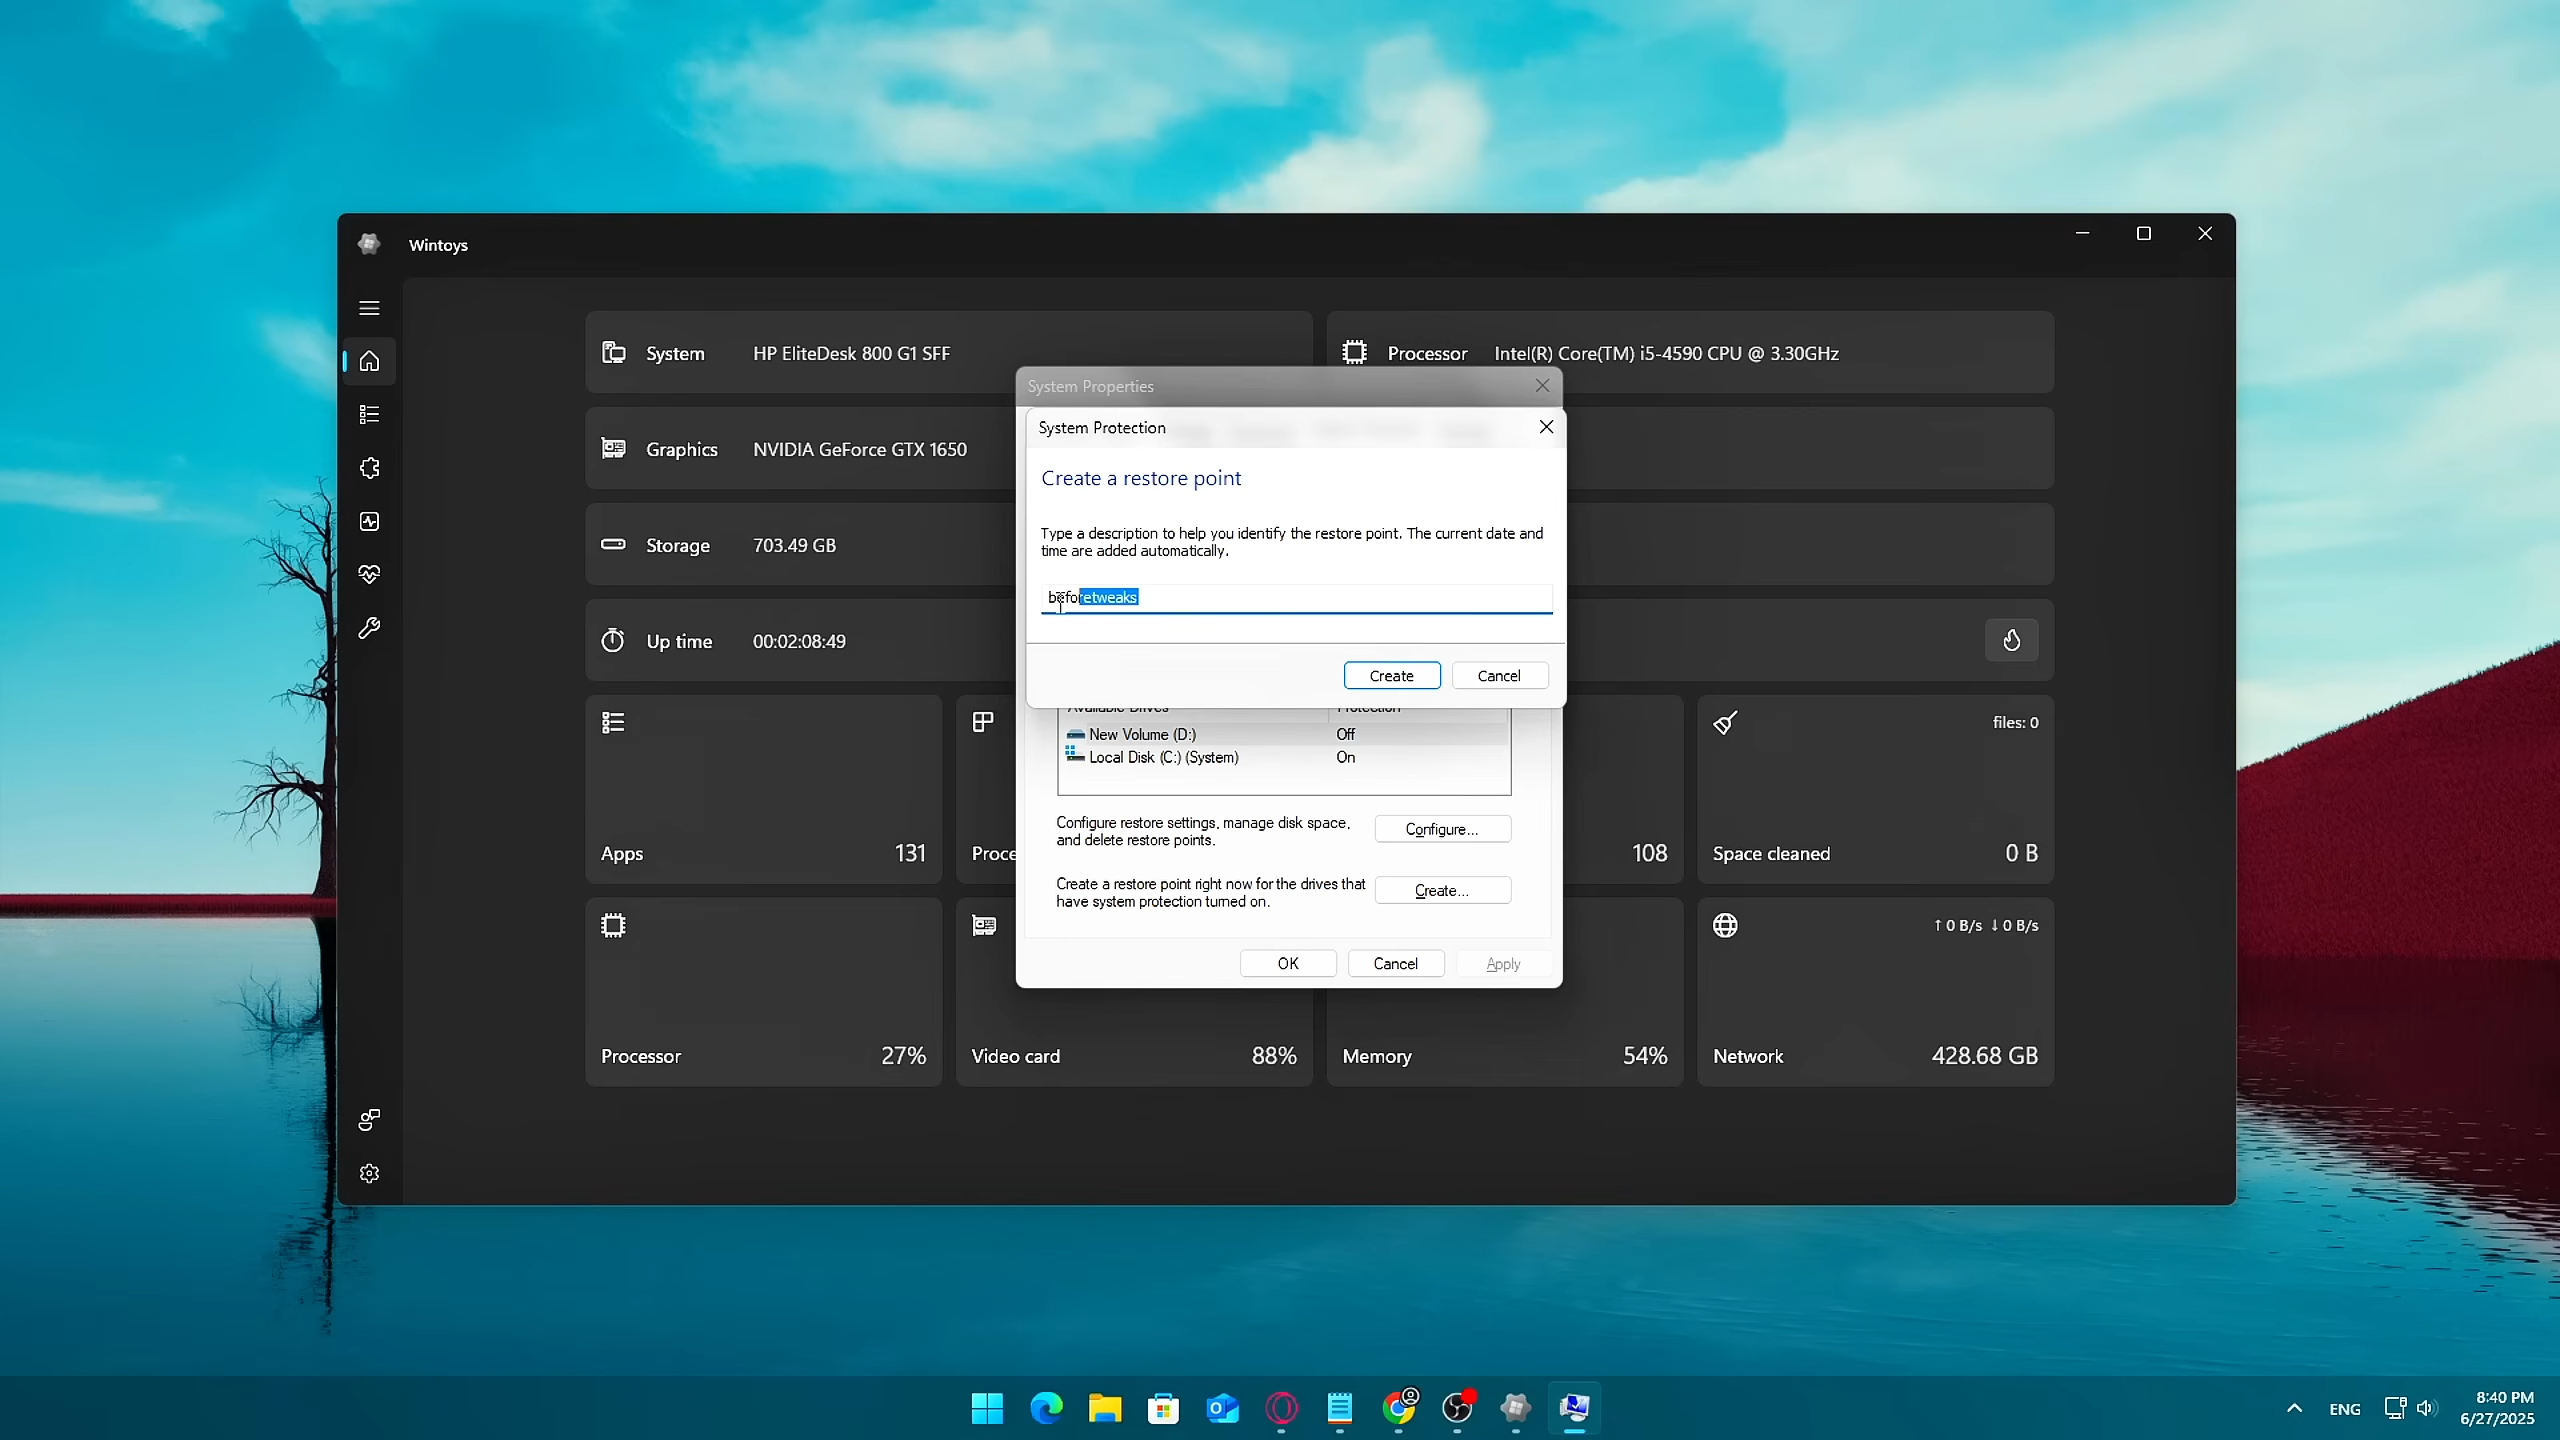 Wintoys
System HP EliteDesk 800 G1 SFF
Processor Intel(R) Core(TM) i5-4590 CPU @ 3.30GHz
Graphics NVIDIA GeForce GTX 1650
Storage 703.49 GB
Up time 00:02:08:49
System Properties
System Protection
Create a restore point
Type a description to help you identify the restore point. The current date and
time are added automatically.
beforetweaks
Create Cancel
Available Drives Protection
New Volume (D:) Off
Local Disk (C:) (System) On
Configure restore settings, manage disk space,
and delete restore points.
Configure...
Create a restore point right now for the drives that
have system protection turned on.
Create...
OK Cancel Apply
files: 0
Apps 131
Proce
108
Space cleaned 0 B
↑ 0 B/s ↓ 0 B/s
Processor 27%
Video card 88%
Memory 54%
Network 428.68 GB
ENG
8:40 PM
6/27/2025